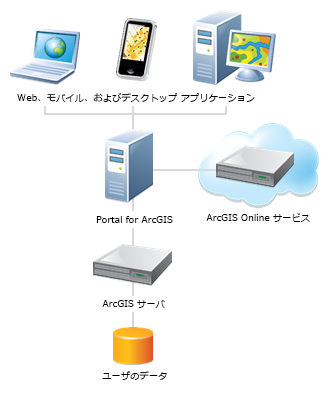 Web、モバイル、およびデスクトップ アプリケーション
Portal for ArcGIS
ArcGIS Online サービス
ArcGIS サーバ
ユーザのデータ